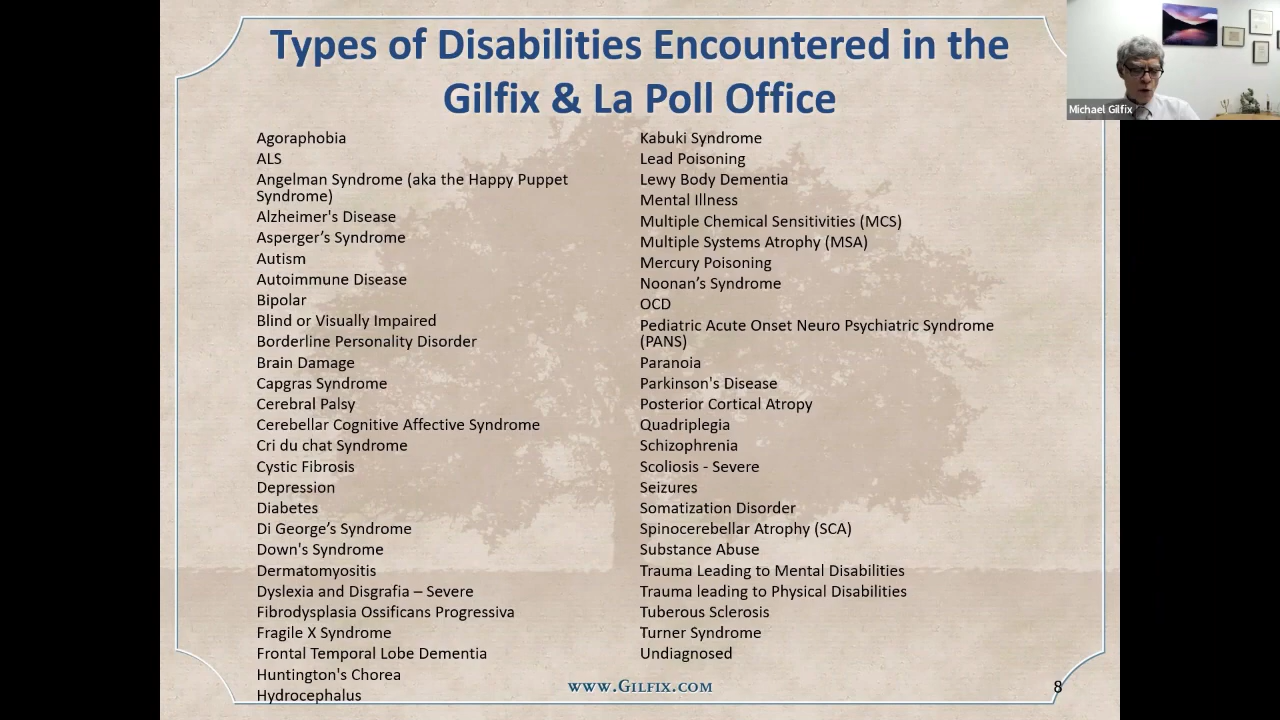 Types of Disabilities Encountered in the
Gilfix & La Poll Office
Agoraphobia
ALS
Angelman Syndrome (aka the Happy Puppet
Syndrome)
Alzheimer's Disease
Asperger’s Syndrome
Autism
Autoimmune Disease
Bipolar
Blind or Visually Impaired
Borderline Personality Disorder
Brain Damage
Capgras Syndrome
Cerebral Palsy
Cerebellar Cognitive Affective Syndrome
Cri du chat Syndrome
Cystic Fibrosis
Depression
Diabetes
Di George’s Syndrome
Down's Syndrome
Dermatomyositis
Dyslexia and Disgrafia – Severe
Fibrodysplasia Ossificans Progressiva
Fragile X Syndrome
Frontal Temporal Lobe Dementia
Huntington's Chorea
Hydrocephalus
Kabuki Syndrome
Lead Poisoning
Lewy Body Dementia
Mental Illness
Multiple Chemical Sensitivities (MCS)
Multiple Systems Atrophy (MSA)
Mercury Poisoning
Noonan’s Syndrome
OCD
Pediatric Acute Onset Neuro Psychiatric Syndrome
(PANS)
Paranoia
Parkinson's Disease
Posterior Cortical Atropy
Quadriplegia
Schizophrenia
Scoliosis - Severe
Seizures
Somatization Disorder
Spinocerebellar Atrophy (SCA)
Substance Abuse
Trauma Leading to Mental Disabilities
Trauma leading to Physical Disabilities
Tuberous Sclerosis
Turner Syndrome
Undiagnosed
www.Gilfix.com
8
Michael Gilfix